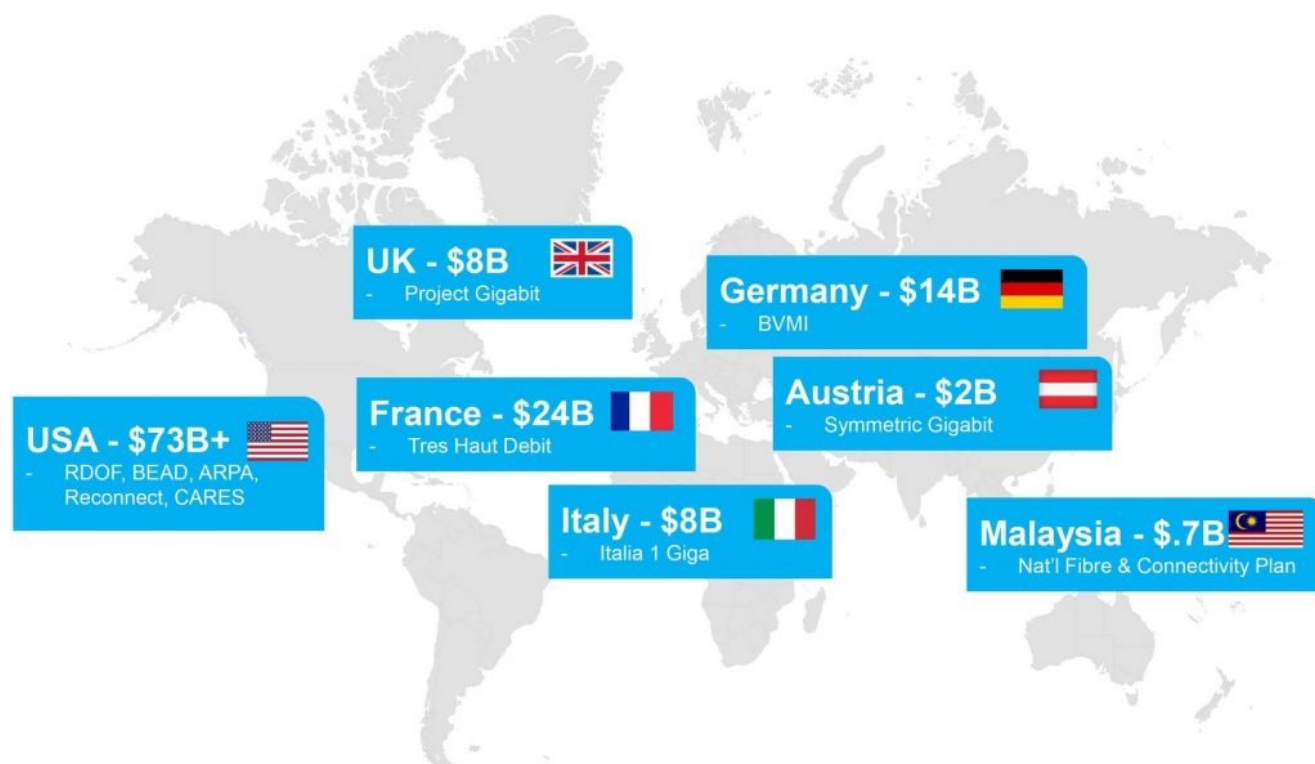 UK - $8B
- Project Gigabit
Germany - $14B
- BVMI
France - $24B
- Tres Haut Debit
Austria - $2B
- Symmetric Gigabit
USA - $73B+
- RDOF, BEAD, ARPA,
Reconnect, CARES
Italy - $8B
- Italia 1 Giga
Malaysia - $.7B
- Nat'l Fibre & Connectivity Plan